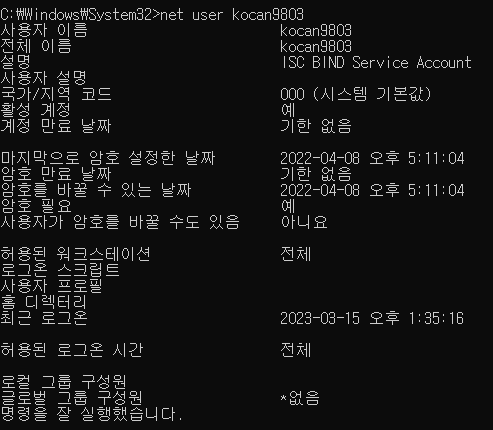 C:₩Windows₩System32>net user kocan9803
사용자 이름 kocan9803
전체 이름 kocan9803
설명 ISC BIND Service Account
사용자 설명
국가/지역 코드 000 (시스템 기본값)
활성 계정 예
계정 만료 날짜 기한 없음
마지막으로 암호 설정한 날짜 2022-04-08 오후 5:11:04
암호 만료 날짜 기한 없음
암호를 바꿀 수 있는 날짜 2022-04-08 오후 5:11:04
암호 필요 예
사용자가 암호를 바꿀 수도 있음 아니요
허용된 워크스테이션 전체
로그온 스크립트
사용자 프로필
홈 디렉터리
최근 로그온 2023-03-15 오후 1:35:16
허용된 로그온 시간 전체
로컬 그룹 구성원
글로벌 그룹 구성원 *없음
명령을 잘 실행했습니다.